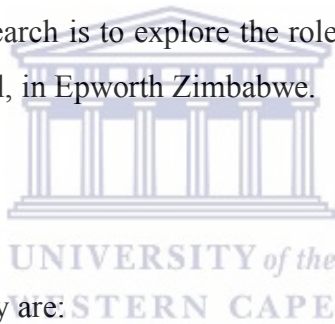 earch is to explore the role
l, in Epworth Zimbabwe.
UNIVERSITY of the
y are:
WESTERN CAPE